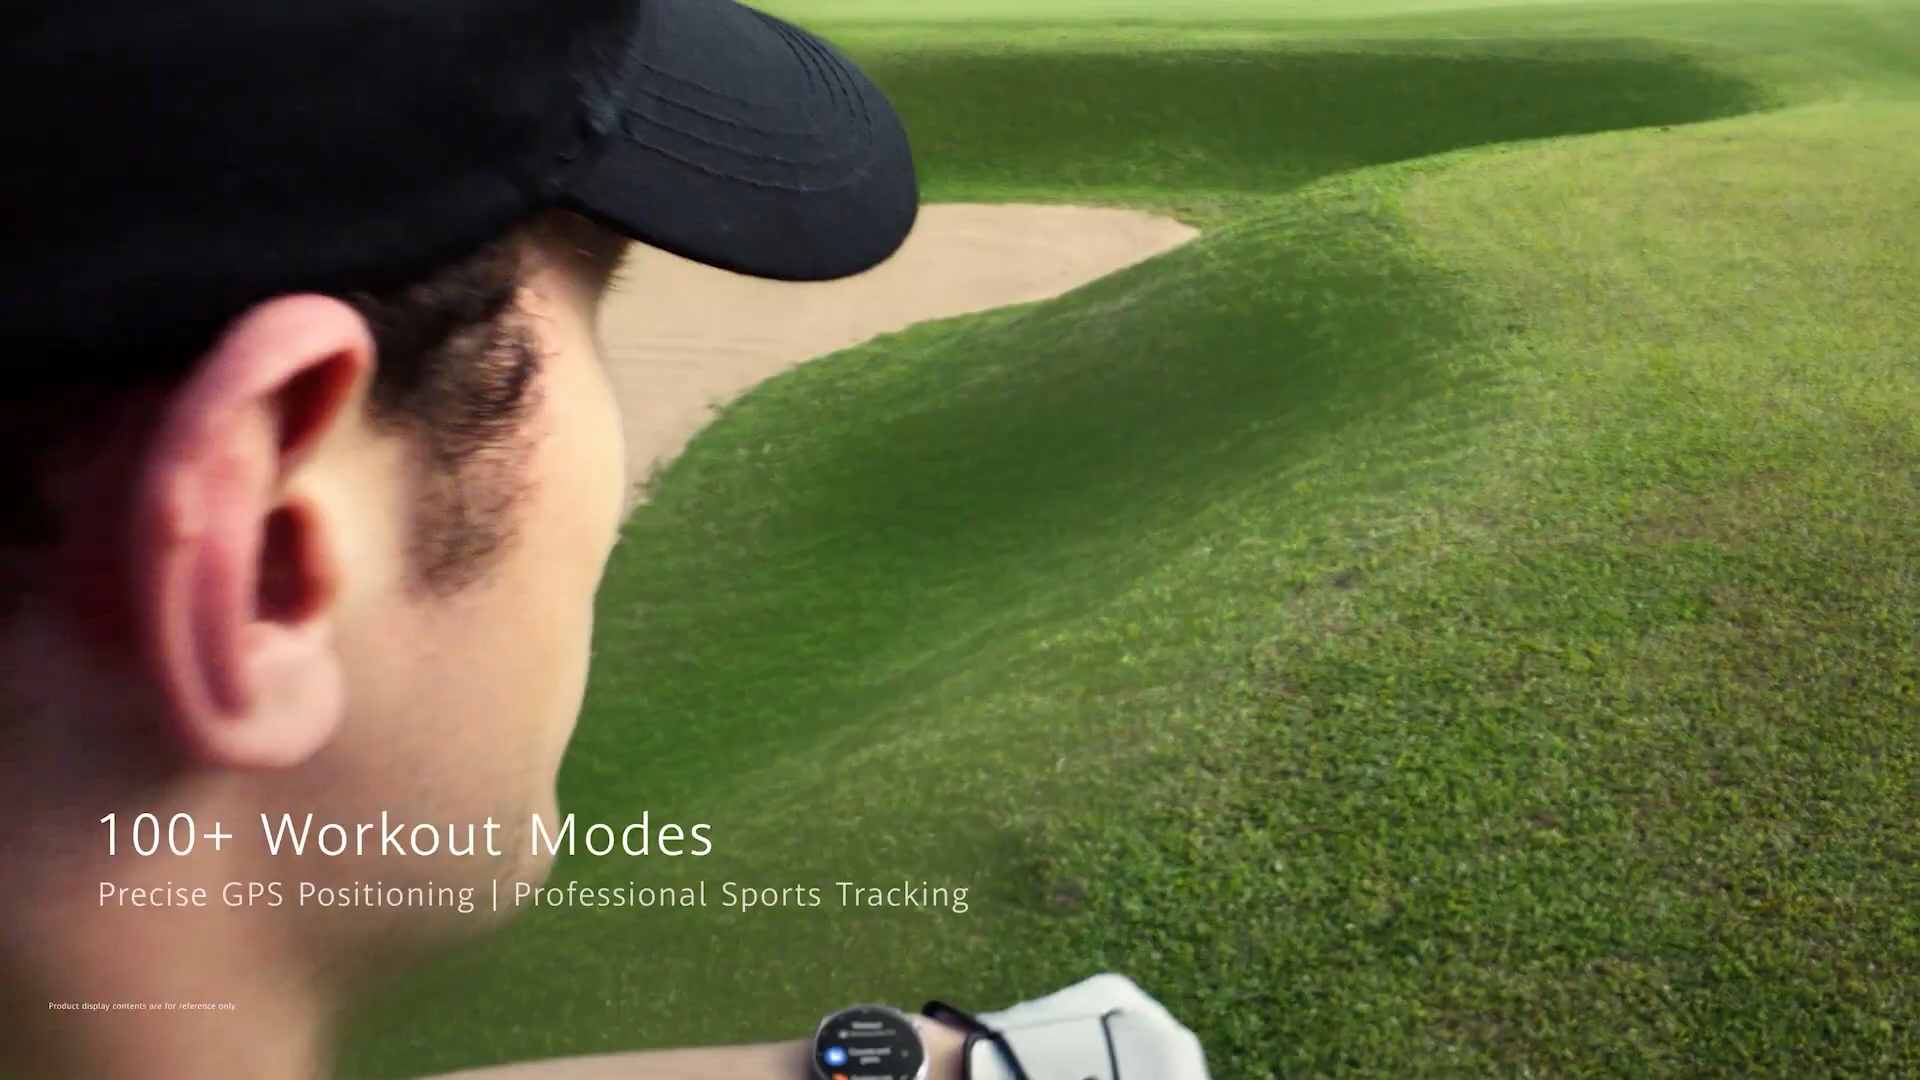 100+ Workout Modes
Precise GPS Positioning | Professional Sports Tracking
Product display contents are for reference only.